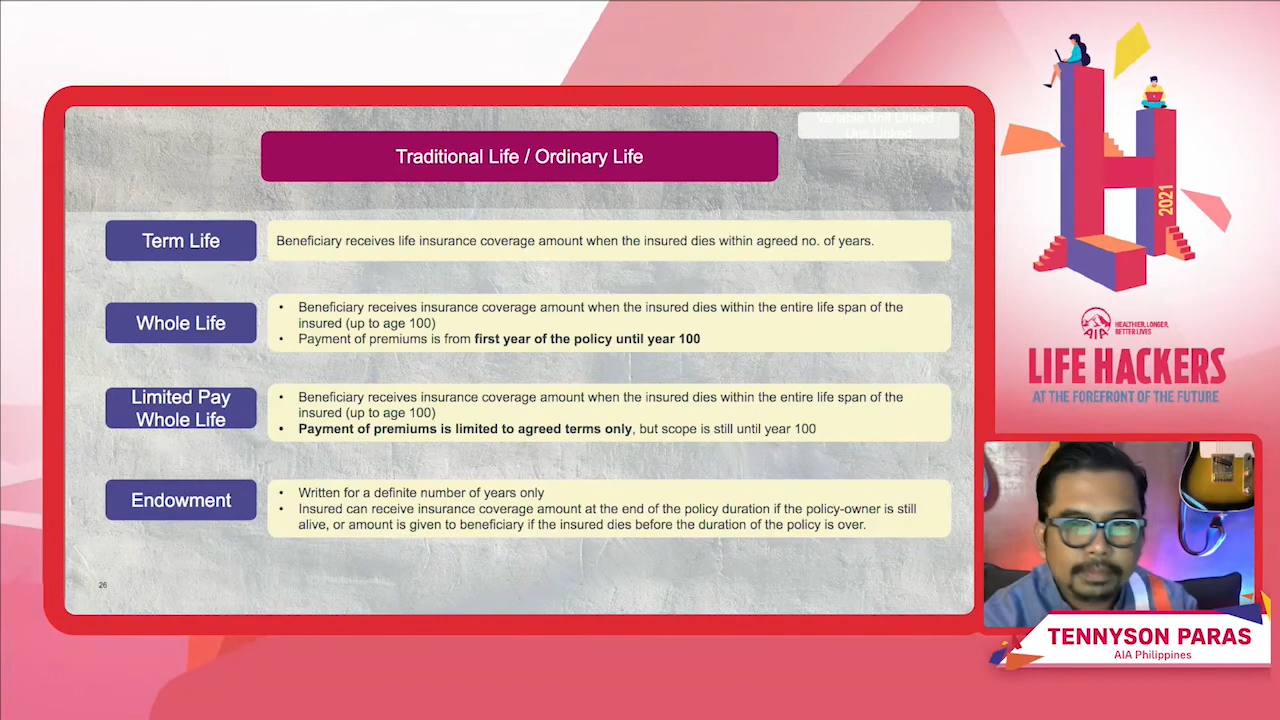 Variable Unit Linked /
Unit Linked
Traditional Life / Ordinary Life
Term Life
Beneficiary receives life insurance coverage amount when the insured dies within agreed no. of years.
Whole Life
• Beneficiary receives insurance coverage amount when the insured dies within the entire life span of the
insured (up to age 100)
• Payment of premiums is from first year of the policy until year 100
Limited Pay
Whole Life
• Beneficiary receives insurance coverage amount when the insured dies within the entire life span of the
insured (up to age 100)
• Payment of premiums is limited to agreed terms only, but scope is still until year 100
Endowment
• Written for a definite number of years only
• Insured can receive insurance coverage amount at the end of the policy duration if the policy-owner is still
alive, or amount is given to beneficiary if the insured dies before the duration of the policy is over.
26
2021
AIA
HEALTHIER, LONGER,
BETTER LIVES
LIFE HACKERS
AT THE FOREFRONT OF THE FUTURE
TENNYSON PARAS
AIA Philippines